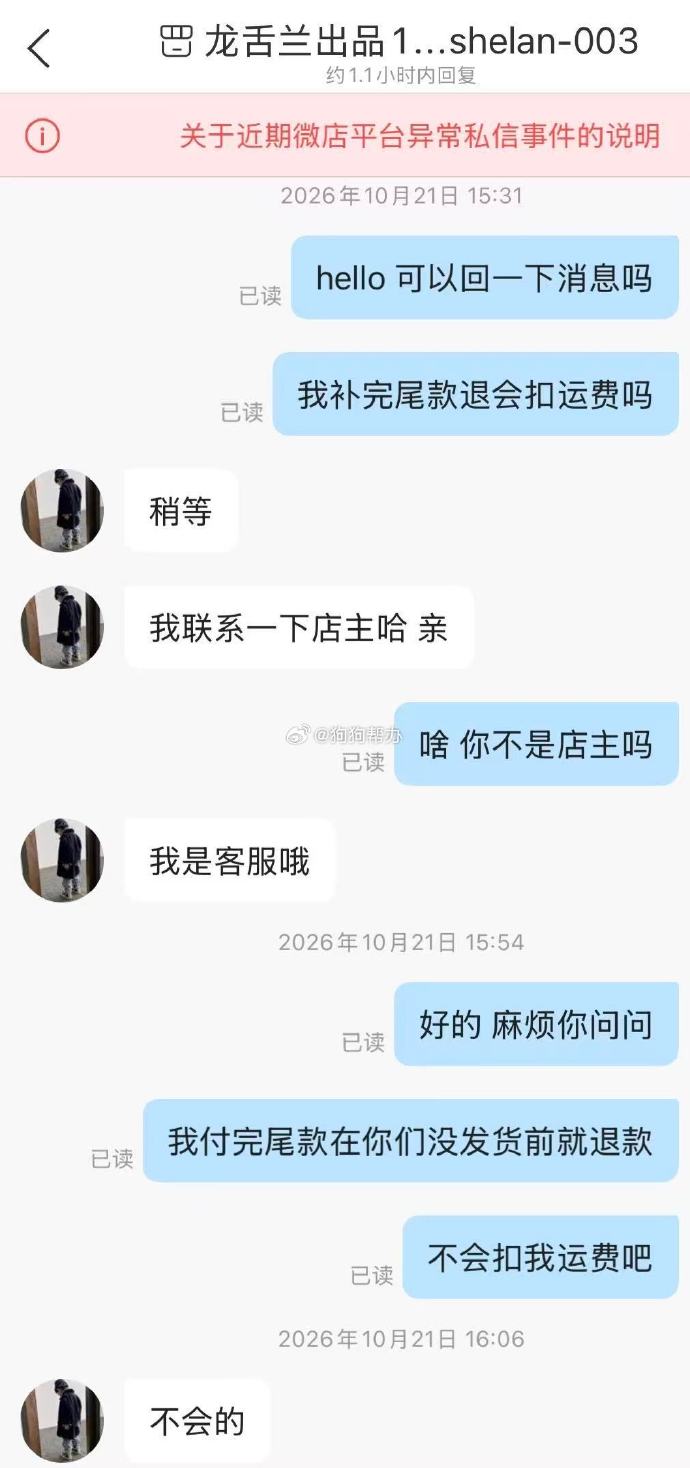 龙舌兰出品1...shelan-003
约1.1小时内回复
关于近期微店平台异常私信事件的说明
2026年10月21日 15:31
hello 可以回一下消息吗
已读
我补完尾款退会扣运费吗
已读
稍等
我联系一下店主哈 亲
@狗狗帮办
啥 你不是店主吗
已读
我是客服哦
2026年10月21日 15:54
好的 麻烦你问问
已读
我付完尾款在你们没发货前就退款
已读
不会扣我运费吧
已读
2026年10月21日 16:06
不会的